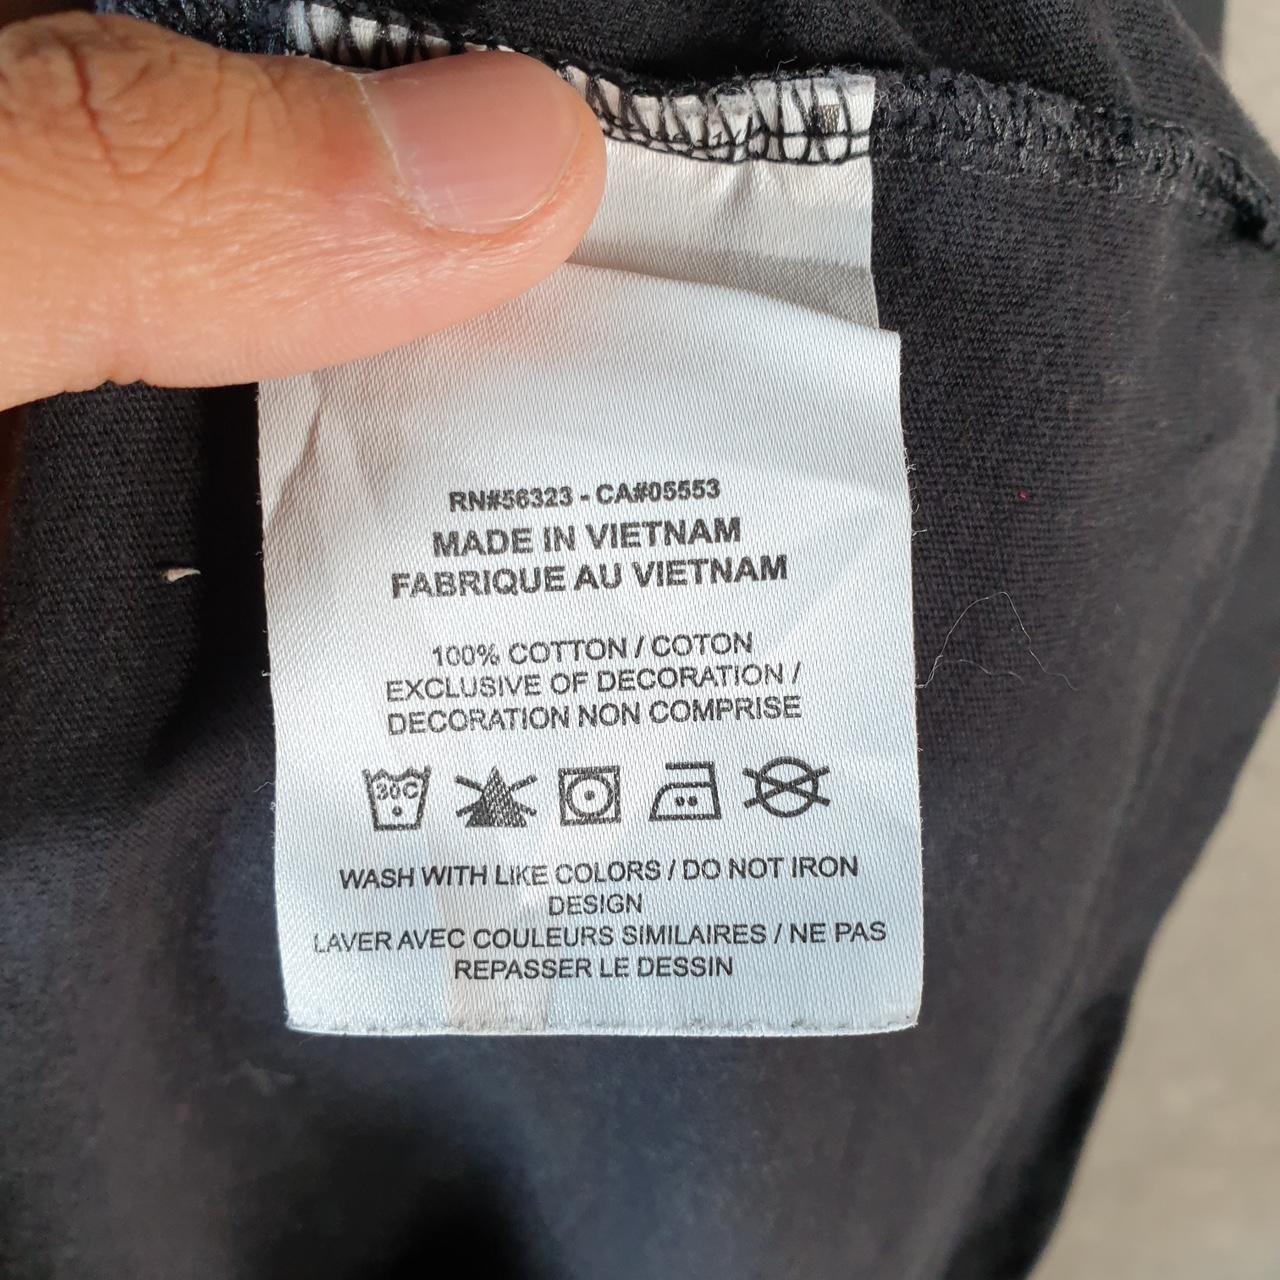 RN#56323 - CA#05553
MADE IN VIETNAM
FABRIQUE AU VIETNAM
100% COTTON / COTON
EXCLUSIVE OF DECORATION /
DECORATION NON COMPRISE
30C
WASH WITH LIKE COLORS / DO NOT IRON
DESIGN
LAVER AVEC COULEURS SIMILAIRES / NE PAS
REPASSER LE DESSIN